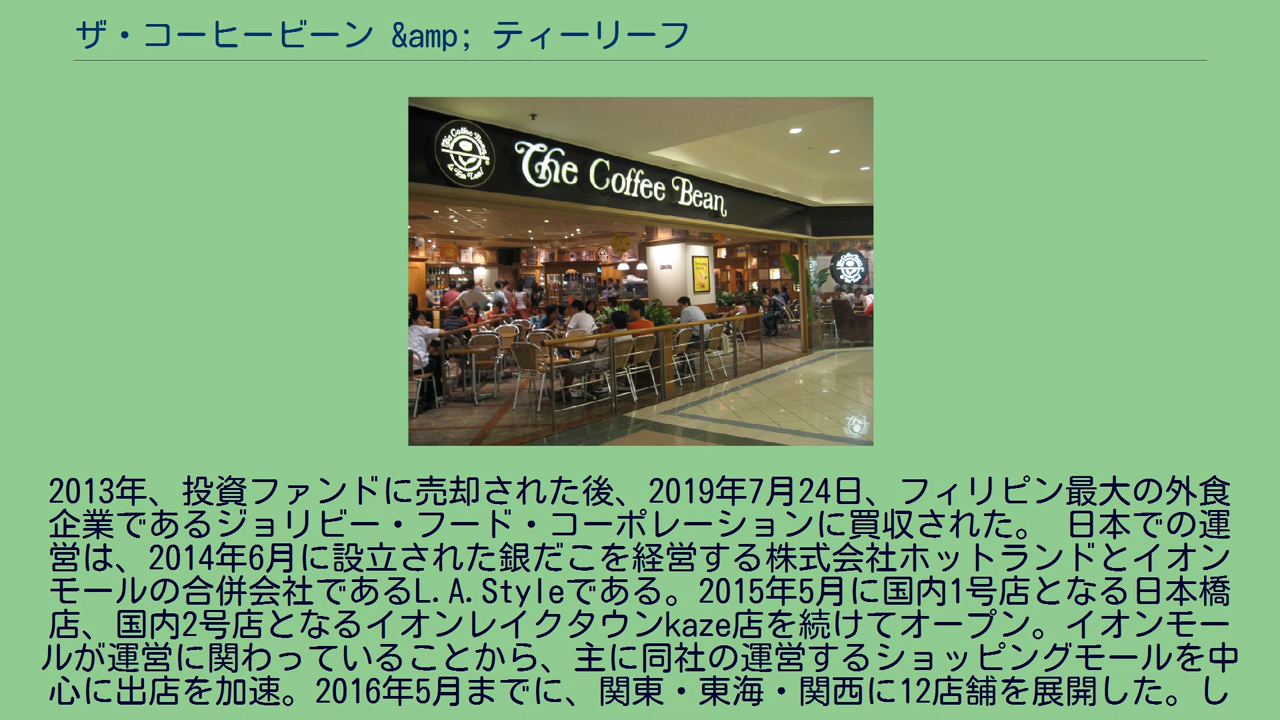 ザ・コーヒービーン &amp; ティーリーフ
The Coffee Bean
2013年、投資ファンドに売却された後、2019年7月24日、フィリピン最大の外食
企業であるジョリビー・フード・コーポレーションに買収された。 日本での運
営は、2014年6月に設立された銀だこを経営する株式会社ホットランドとイオン
モールの合併会社であるL.A.Styleである。2015年5月に国内1号店となる日本橋
店、国内2号店となるイオンレイクタウンkaze店を続けてオープン。イオンモー
ルが運営に関わっていることから、主に同社の運営するショッピングモールを中
心に出店を加速。2016年5月までに、関東・東海・関西に12店舗を展開した。し